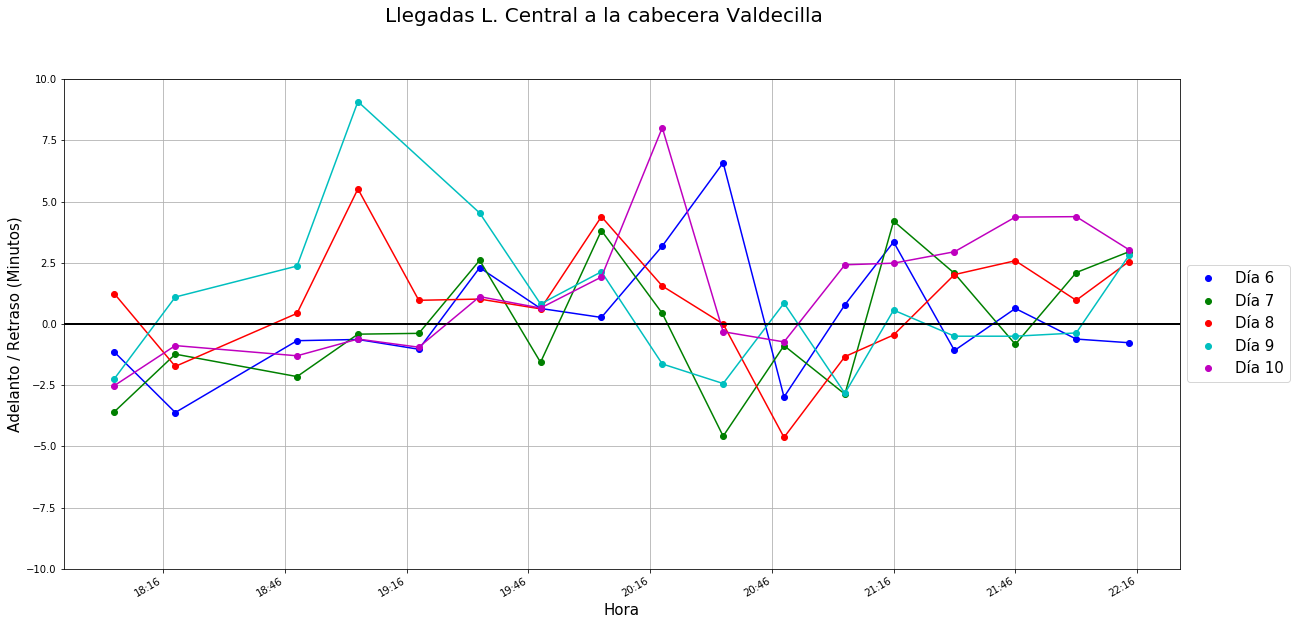 Llegadas L. Central a la cabecera Valdecilla
Adelanto / Retraso (Minutos)
10.0
7.5
5.0
2.5
0.0
−2.5
−5.0
−7.5
−10.0
18:16
18:46
19:16
19:46
20:16
20:46
21:16
21:46
22:16
Hora
Día 6
Día 7
Día 8
Día 9
Día 10